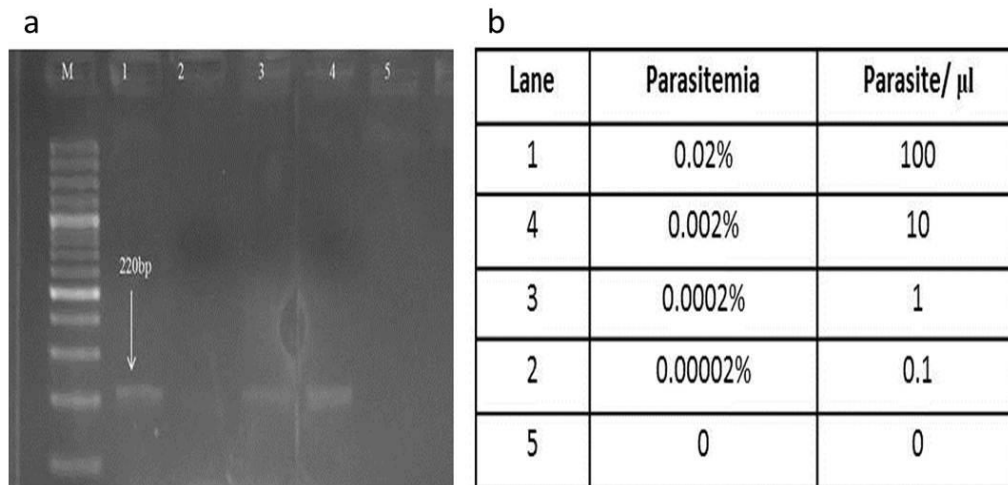 a
M 1 2 3 4 5
220bp
b
Lane Parasitemia Parasite/ μl
1 0.02% 100
4 0.002% 10
3 0.0002% 1
2 0.00002% 0.1
5 0 0